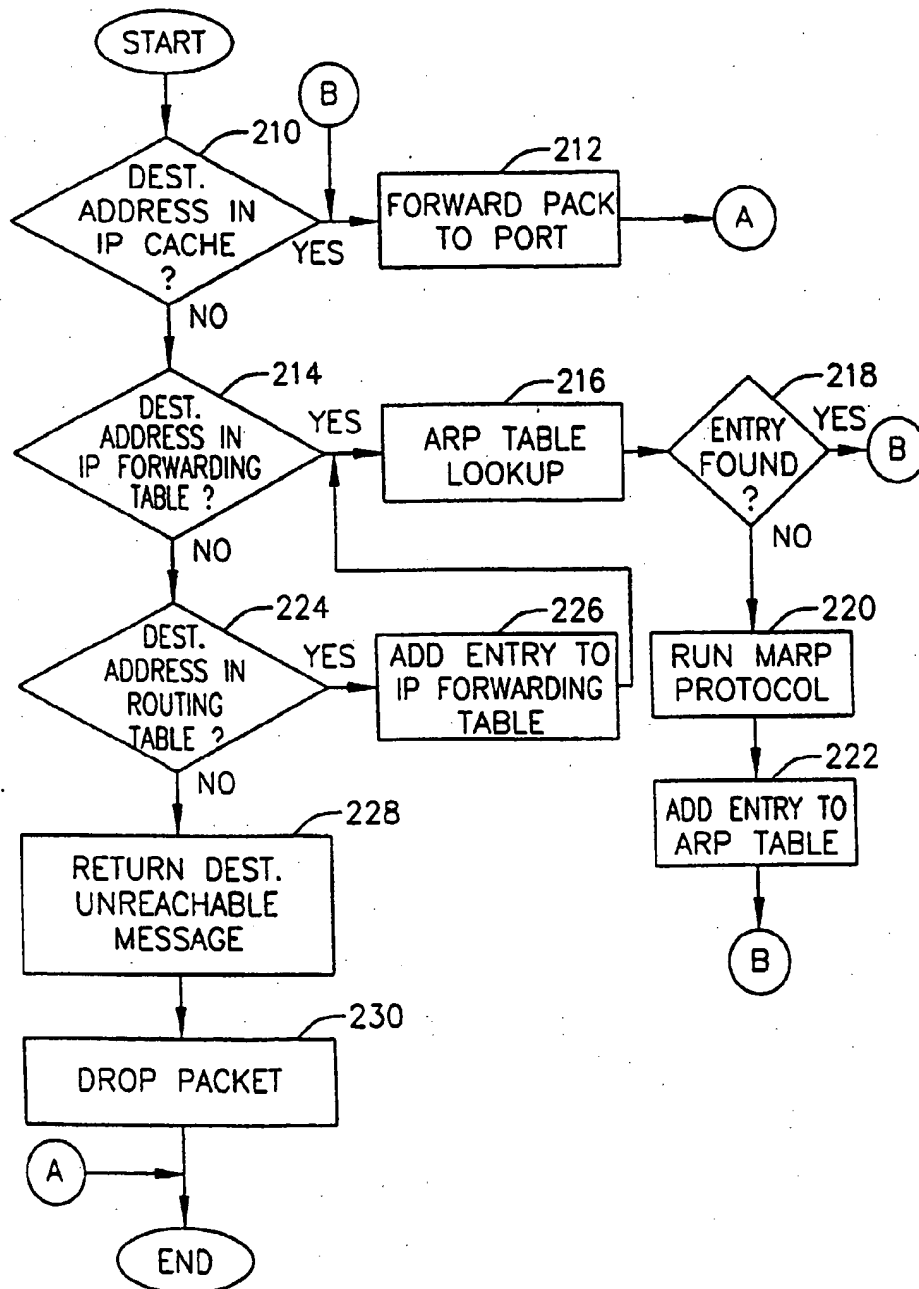 START
B
210
DEST.
ADDRESS IN
IP CACHE
?
YES
212
FORWARD PACK
TO PORT
A
NO
214
DEST.
ADDRESS IN
IP FORWARDING
TABLE ?
YES
216
ARP TABLE
LOOKUP
218
ENTRY
FOUND
?
YES
B
NO
NO
224
DEST.
ADDRESS IN
ROUTING
TABLE ?
YES
226
ADD ENTRY TO
IP FORWARDING
TABLE
220
RUN MARP
PROTOCOL
NO
222
ADD ENTRY TO
ARP TABLE
B
228
RETURN DEST.
UNREACHABLE
MESSAGE
230
DROP PACKET
A
END